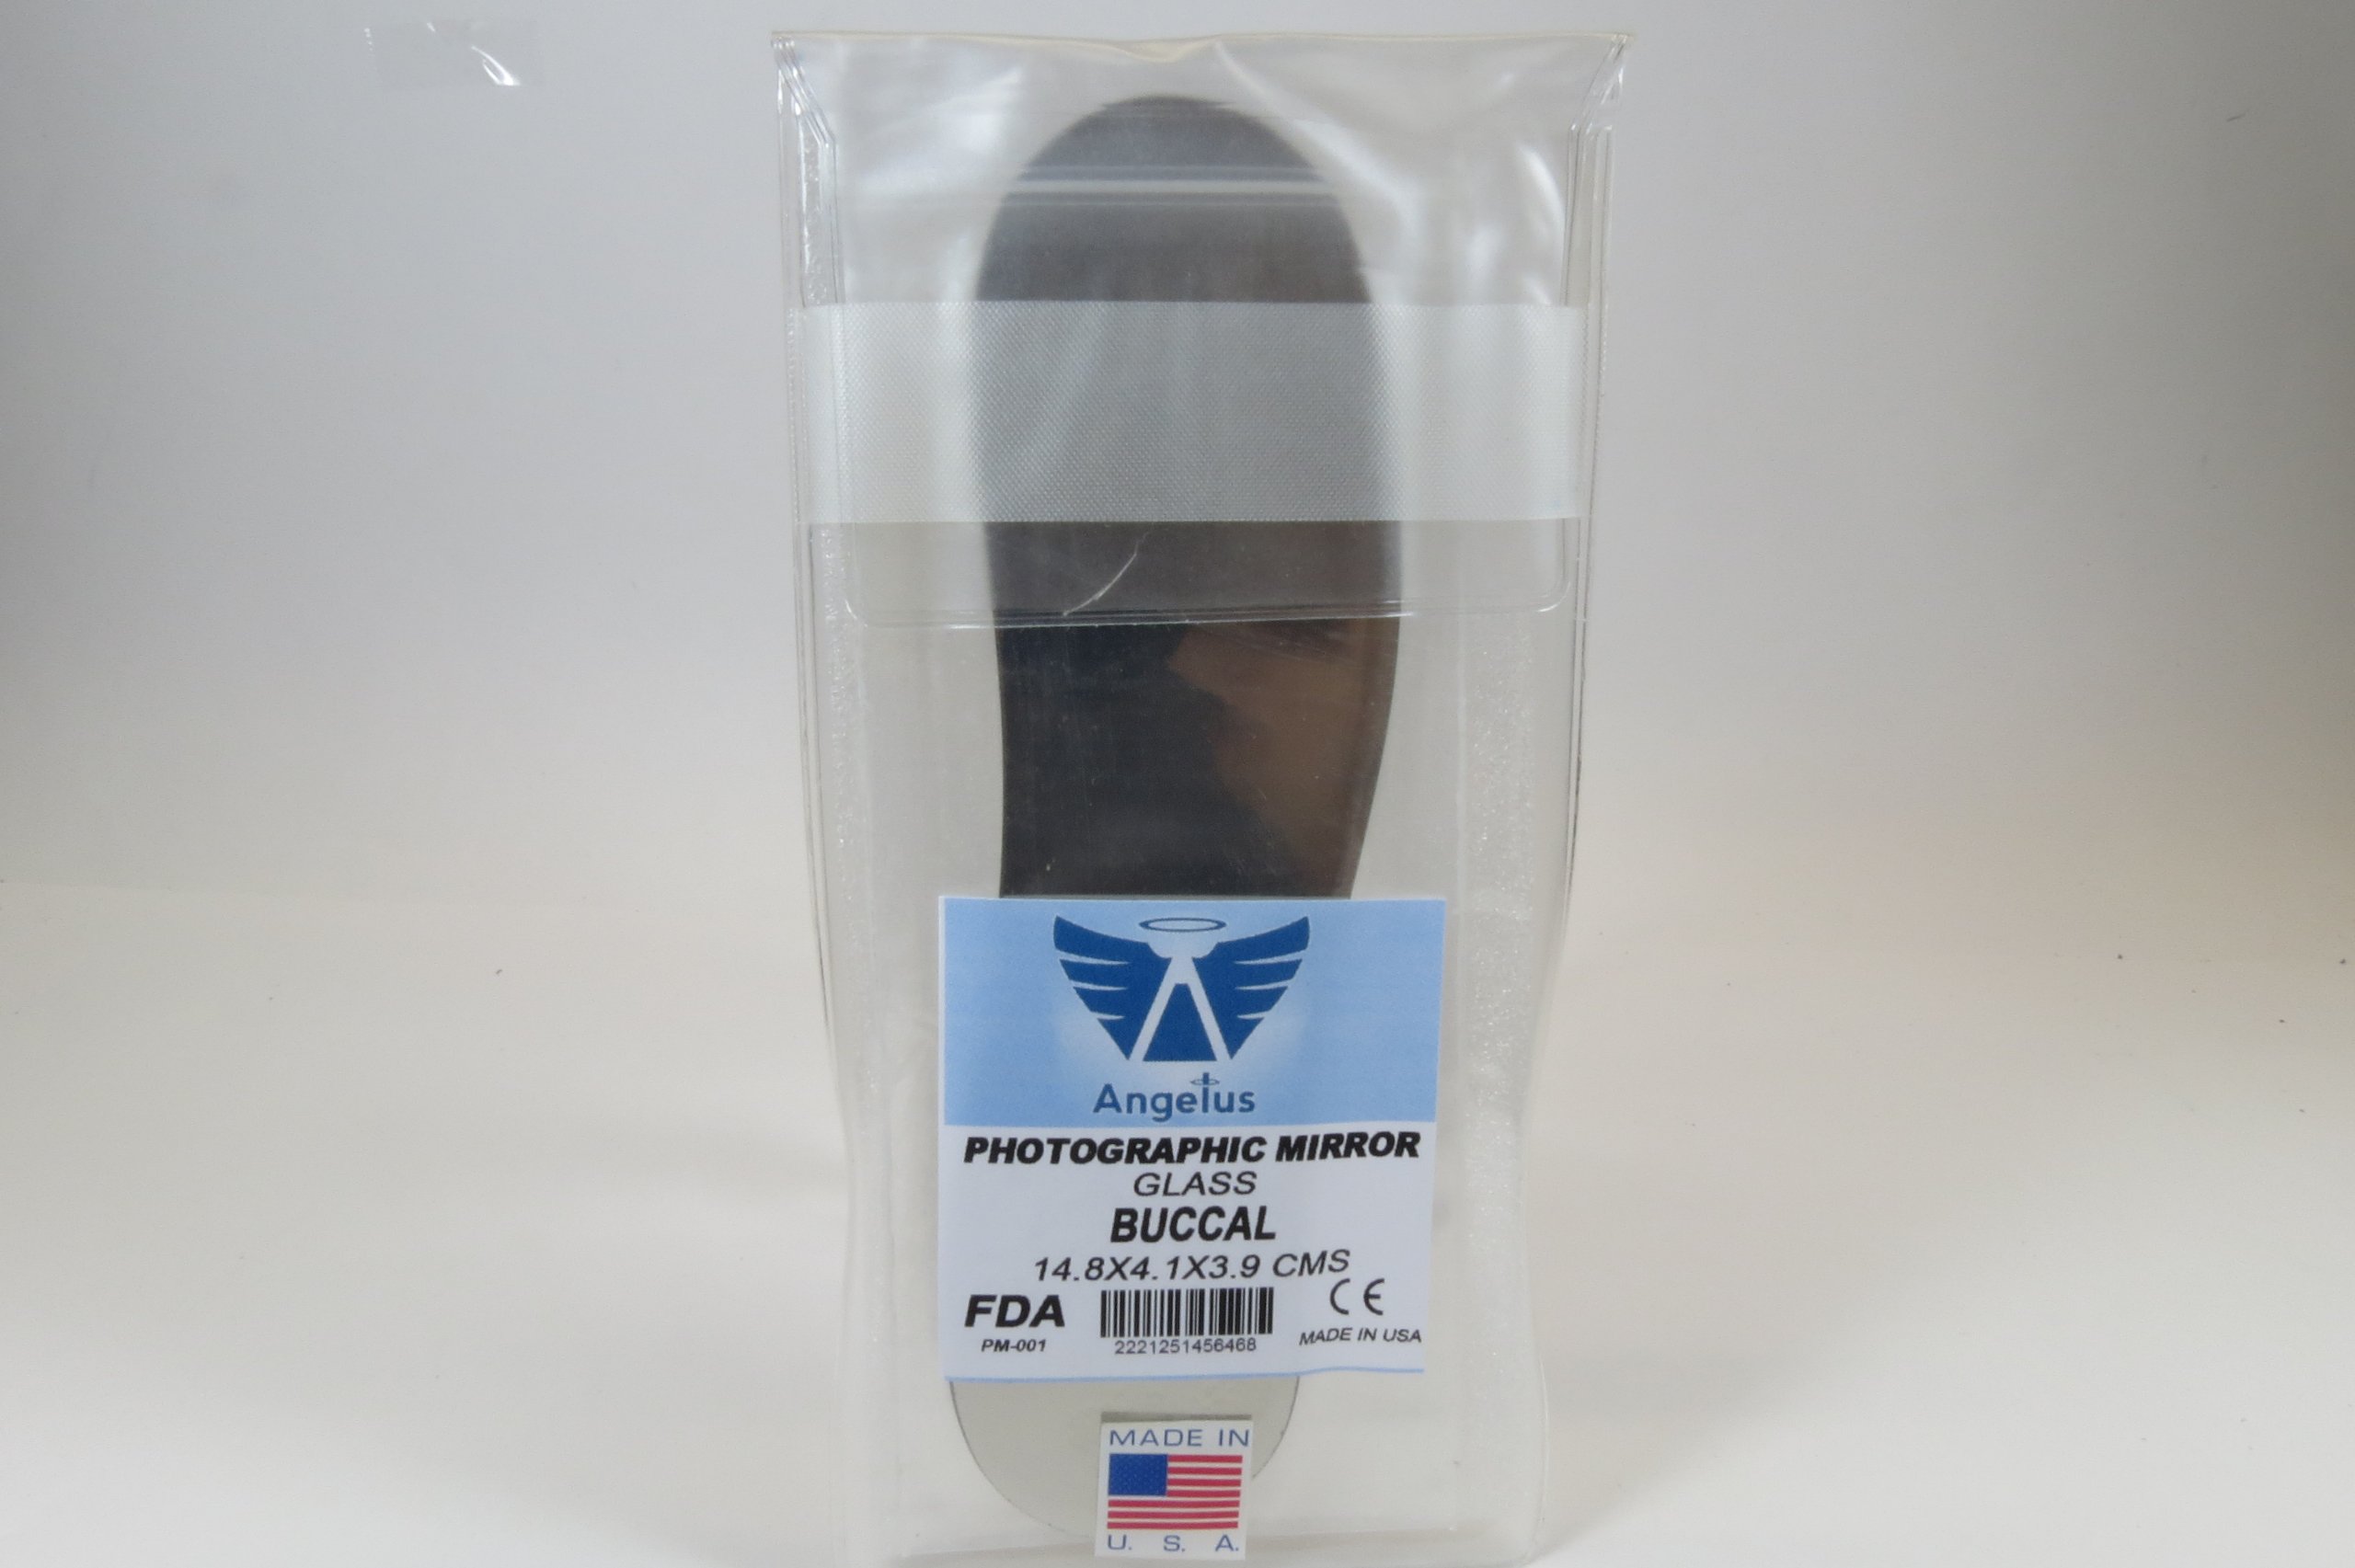 Angelus
PHOTOGRAPHIC MIRROR
GLASS
BUCCAL
14.8X4.1X3.9 CMS
FDA
CE
PM-001
2221251456468
MADE IN USA
MADE IN
U. S. A.